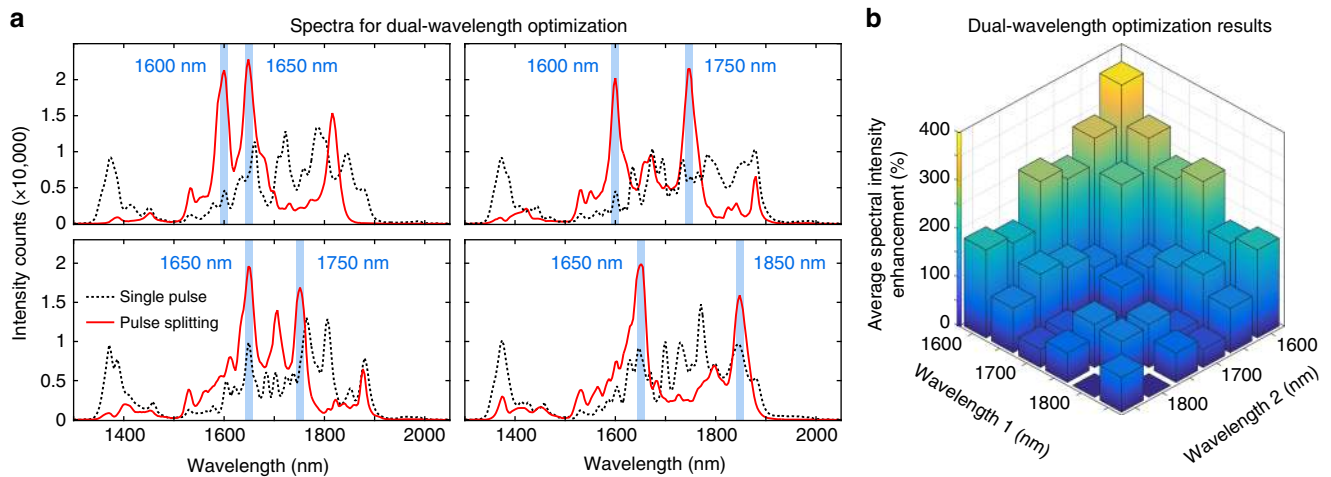 a
Spectra for dual-wavelength optimization
1600 nm
1650 nm
1600 nm
1750 nm
2
1.5
1
0.5
0
1650 nm
1750 nm
1650 nm
1850 nm
Single pulse
Pulse splitting
2
1.5
1
0.5
0
Intensity counts (×10,000)
1400
1600
1800
2000
1400
1600
1800
2000
Wavelength (nm)
Wavelength (nm)
b
Dual-wavelength optimization results
Average spectral intensity
enhancement (%)
400
300
200
100
0
1600
1700
1800
Wavelength 1 (nm)
1600
1700
1800
Wavelength 2 (nm)